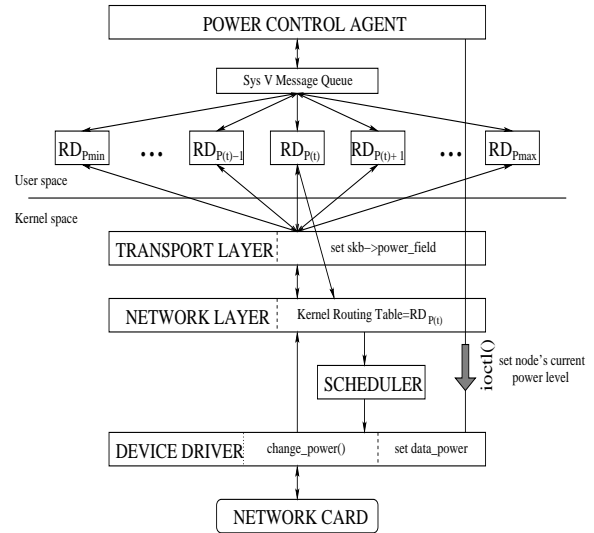 POWER CONTROL AGENT
Sys V Message Queue
RDPmin ... RDP(t)−1 RDP(t) RDP(t)+1 ... RDPmax
User space
Kernel space
TRANSPORT LAYER set skb−>power_field
NETWORK LAYER Kernel Routing Table=RDP(t)
ioctl()
set node's current
power level
SCHEDULER
DEVICE DRIVER change_power() set data_power
NETWORK CARD